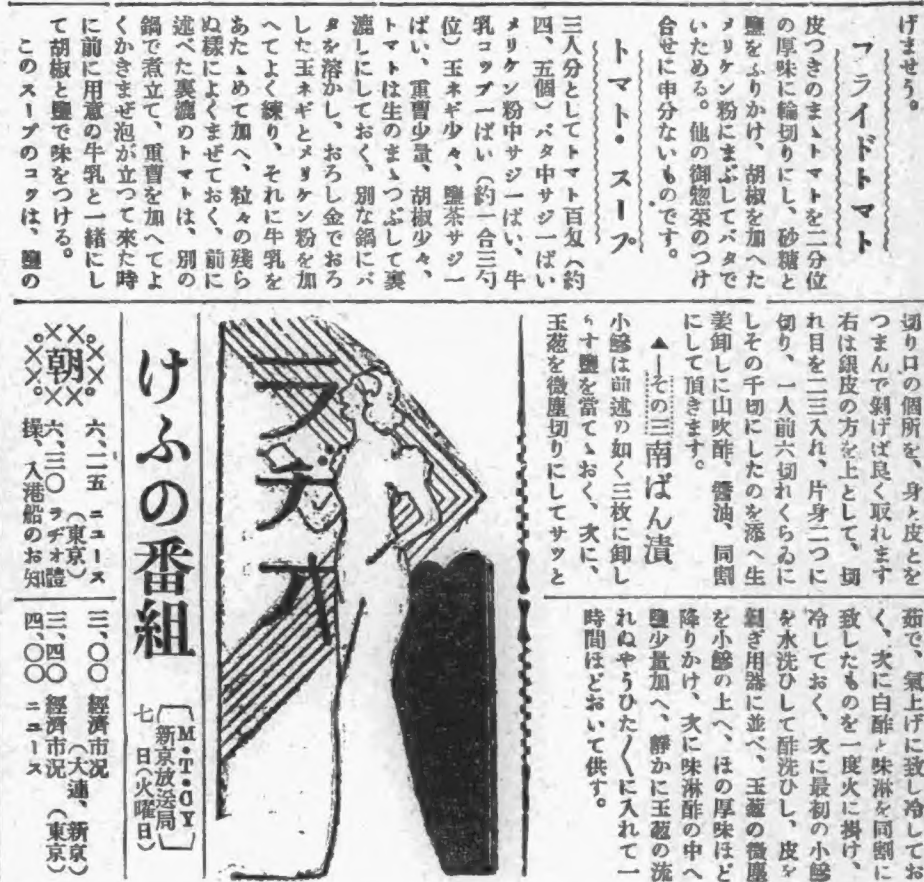 げませう。
フライドトマト
皮つきのまゝトマトを二分位
の厚味に輪切りにし、砂糖と
鹽をふりかけ、胡椒を加へた
メリケン粉にまぶしてバタで
いためる。他の御惣菜のつけ
合せに申分ないものです。
トマト・スープ
三人分としてトマト百匁(約
四、五個)バタ中サジ一ぱい
メリケン粉中サジ一ぱい、牛
乳コップ一ぱい(約一合三勺
位)玉ネギ少々、鹽茶サジ一
ぱい、重曹少量、胡椒少々、
トマトは生のまゝつぶして裏
漉しにしておく、別な鍋にバ
タを溶かし、おろし金でおろ
した玉ネギとメリケン粉を加
へてよく練り、それに牛乳を
あたゝめて加へ、粒々の残ら
ぬ樣によくまぜておく、前に
述べた裏漉のトマトは、別の
鍋で煮立て、重曹を加へてよ
くかきまぜ泡が立つて來た時
に前に用意の牛乳と一緒にし
て胡椒と鹽で味をつける。
このスープのコツは、鹽の
切り口の個所を、身と皮とを
つまんで剝げば良く取れます
右は銀皮の方を上として、切
れ目を二三入れ、片身二つに
切り、一人前六切れくらゐに
しその千切にしたのを添へ生
姜卸しに山吹酢、醬油、同割
にして頂きます。
▲―その三南ばん漬
小鯵は前述の如く三枚に卸し
うす鹽を當てゝおく、次に、
玉葱を微塵切りにしてサッと
茹で、氣上げに致し冷してお
く、次に白酢と味淋を同割に
致したものを一度火に掛け、
冷しておく、次に最初の小鯵
を水洗ひして酢洗ひし、皮を
剝ぎ用器に並べ、玉葱の微塵
を小鯵の上へ、ほの厚味ほど
降りかけ、次に味淋酢の中へ
鹽少量加へ、靜かに玉葱の流
れぬやうひた〳〵に入れて一
時間ほどおいて供す。
ラヂオ
けふの番組
M・T・CY
新京放送局
七日(火曜日)
朝
六、二五 ニュース
(東京)
六、三〇 ラヂオ體
操、入港船のお知
三、〇〇 經濟市況
(大連、新京)
三、四〇 經濟市況(東京)
四、〇〇 ニュース